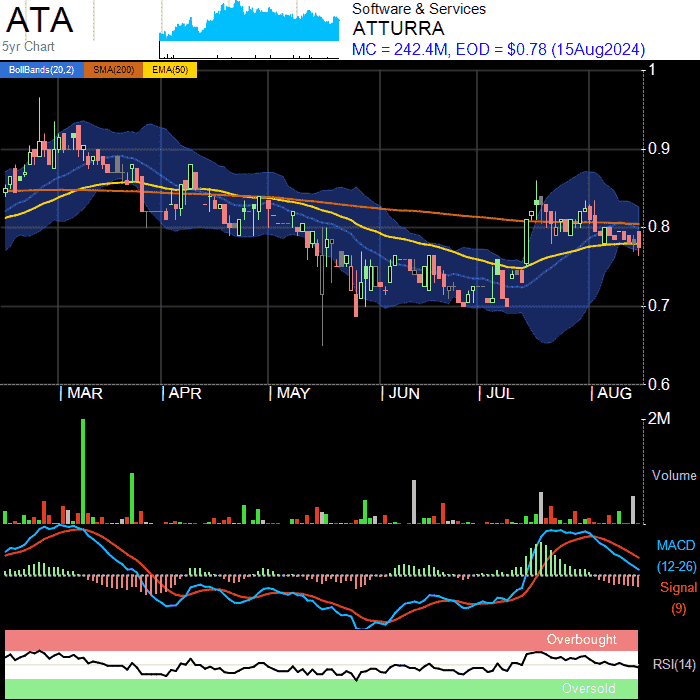 ATA
5yr Chart
Software & Services
ATTURRA
MC = 242.4M, EOD = $0.78 (15Aug2024)
BollBands(20,2) SMA(200) EMA(50)
1
0.9
0.8
0.7
0.6
MAR APR MAY JUN JUL AUG
2M
Volume
MACD
(12-26)
Signal
(9)
Overbought
RSI(14)
Oversold